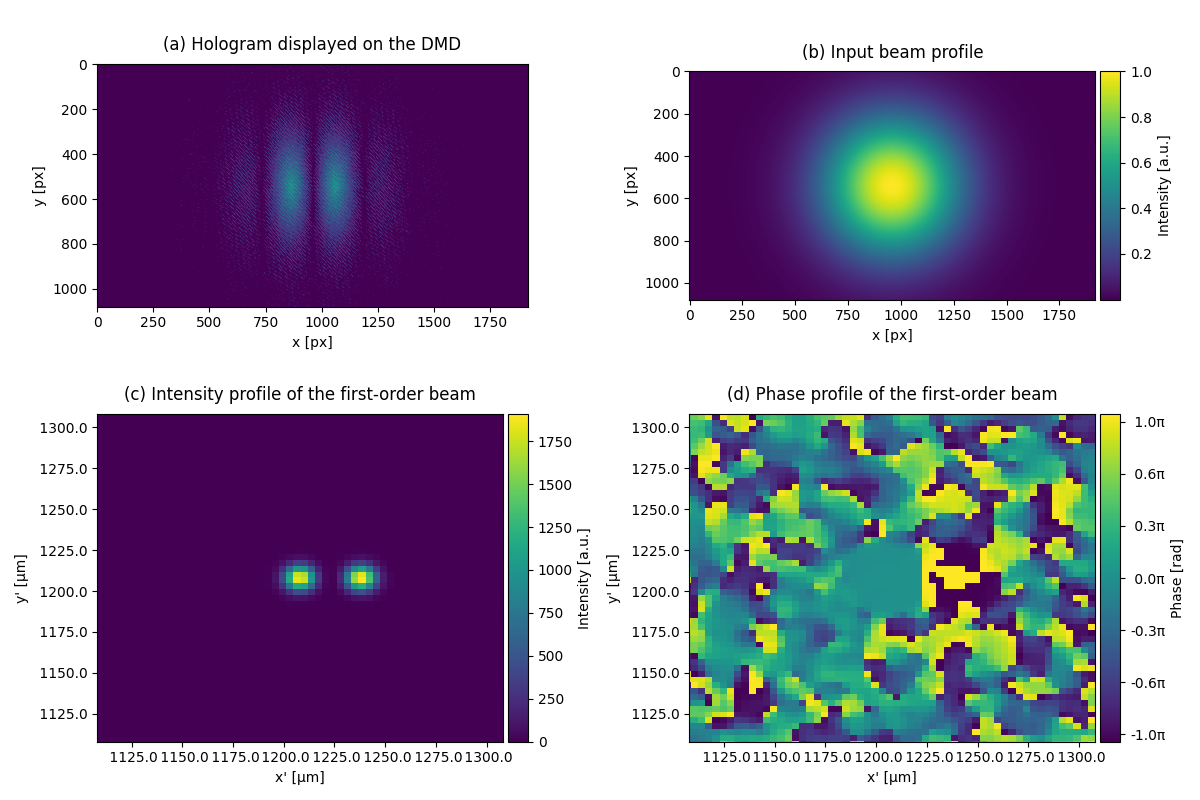 (a) Hologram displayed on the DMD
0
200
400
600
800
1000
y [px]
0 250 500 750 1000 1250 1500 1750
x [px]
(b) Input beam profile
0
200
400
600
800
1000
y [px]
0 250 500 750 1000 1250 1500 1750
x [px]
1.0
0.8
0.6
0.4
0.2
Intensity [a.u.]
(c) Intensity profile of the first-order beam
1300.0
1275.0
1250.0
1225.0
1200.0
1175.0
1150.0
1125.0
y' [µm]
1125.0 1150.0 1175.0 1200.0 1225.0 1250.0 1275.0 1300.0
x' [µm]
1750
1500
1250
1000
750
500
250
0
Intensity [a.u.]
(d) Phase profile of the first-order beam
1300.0
1275.0
1250.0
1225.0
1200.0
1175.0
1150.0
1125.0
y' [µm]
1125.0 1150.0 1175.0 1200.0 1225.0 1250.0 1275.0 1300.0
x' [µm]
1.0π
0.6π
0.3π
0.0π
-0.3π
-0.6π
-1.0π
Phase [rad]